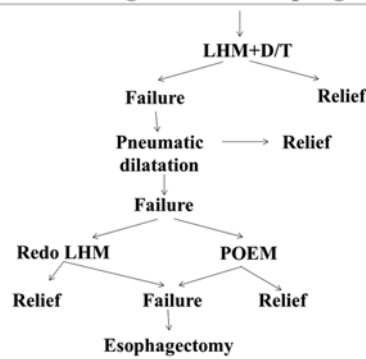 LHM+D/T
Failure
Relief
Pneumatic
dilatation
Relief
Failure
Redo LHM
POEM
Relief
Failure
Relief
Esophagectomy